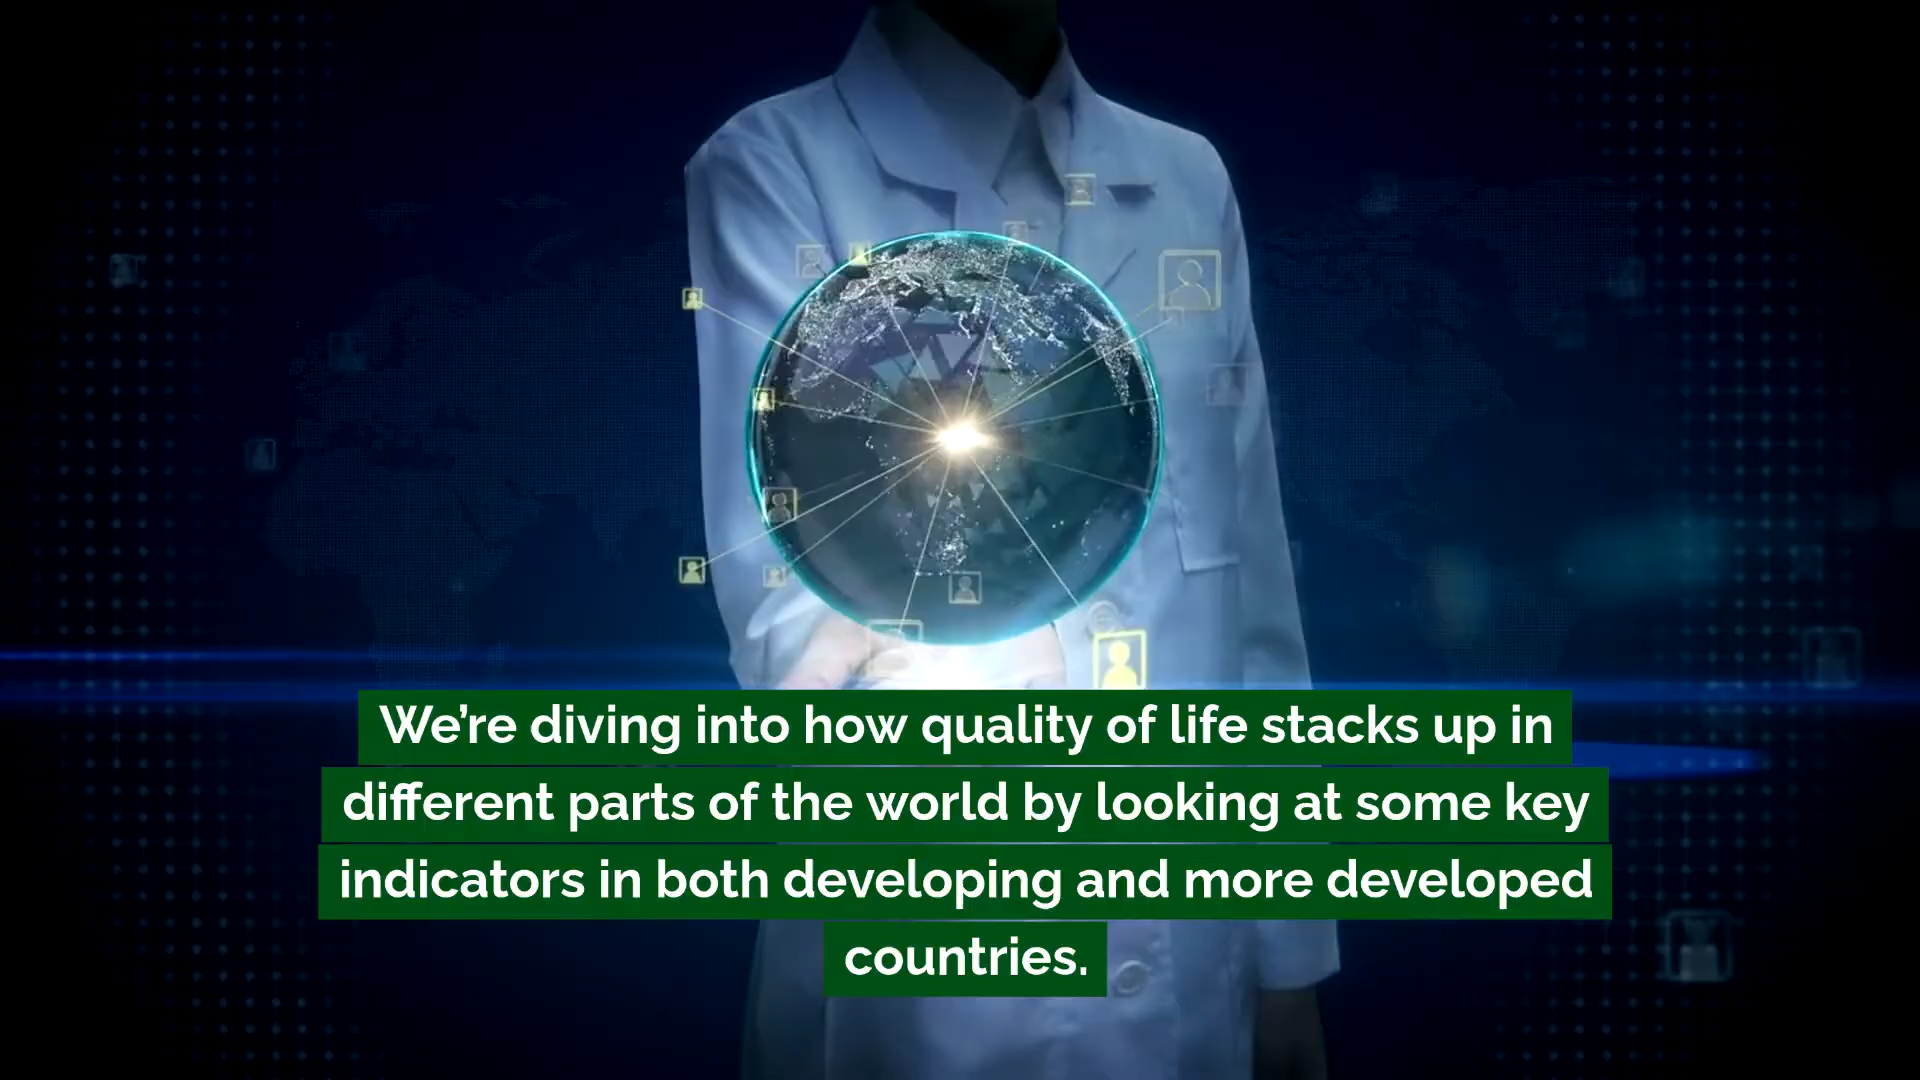 We’re diving into how quality of life stacks up in
different parts of the world by looking at some key
indicators in both developing and more developed
countries.